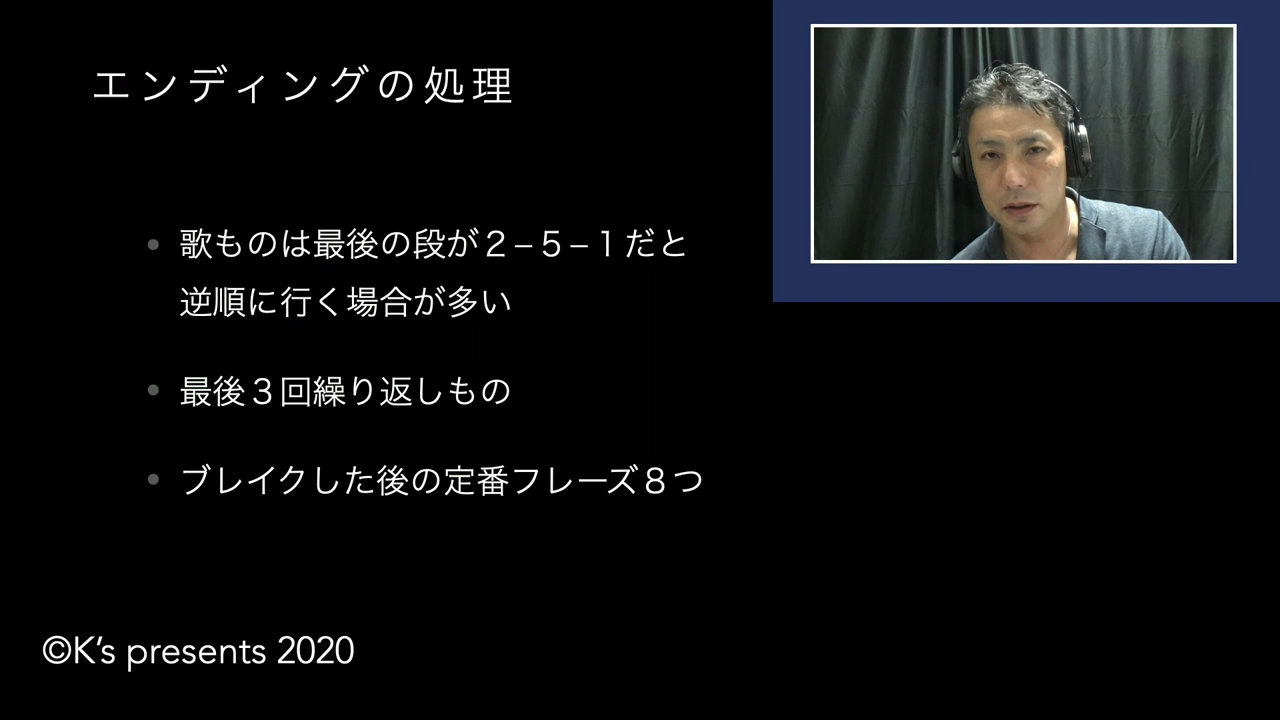 エンディングの処理
• 歌ものは最後の段が２−５−１だと
逆順に行く場合が多い
• 最後３回繰り返しもの
• ブレイクした後の定番フレーズ８つ
©K’s presents 2020